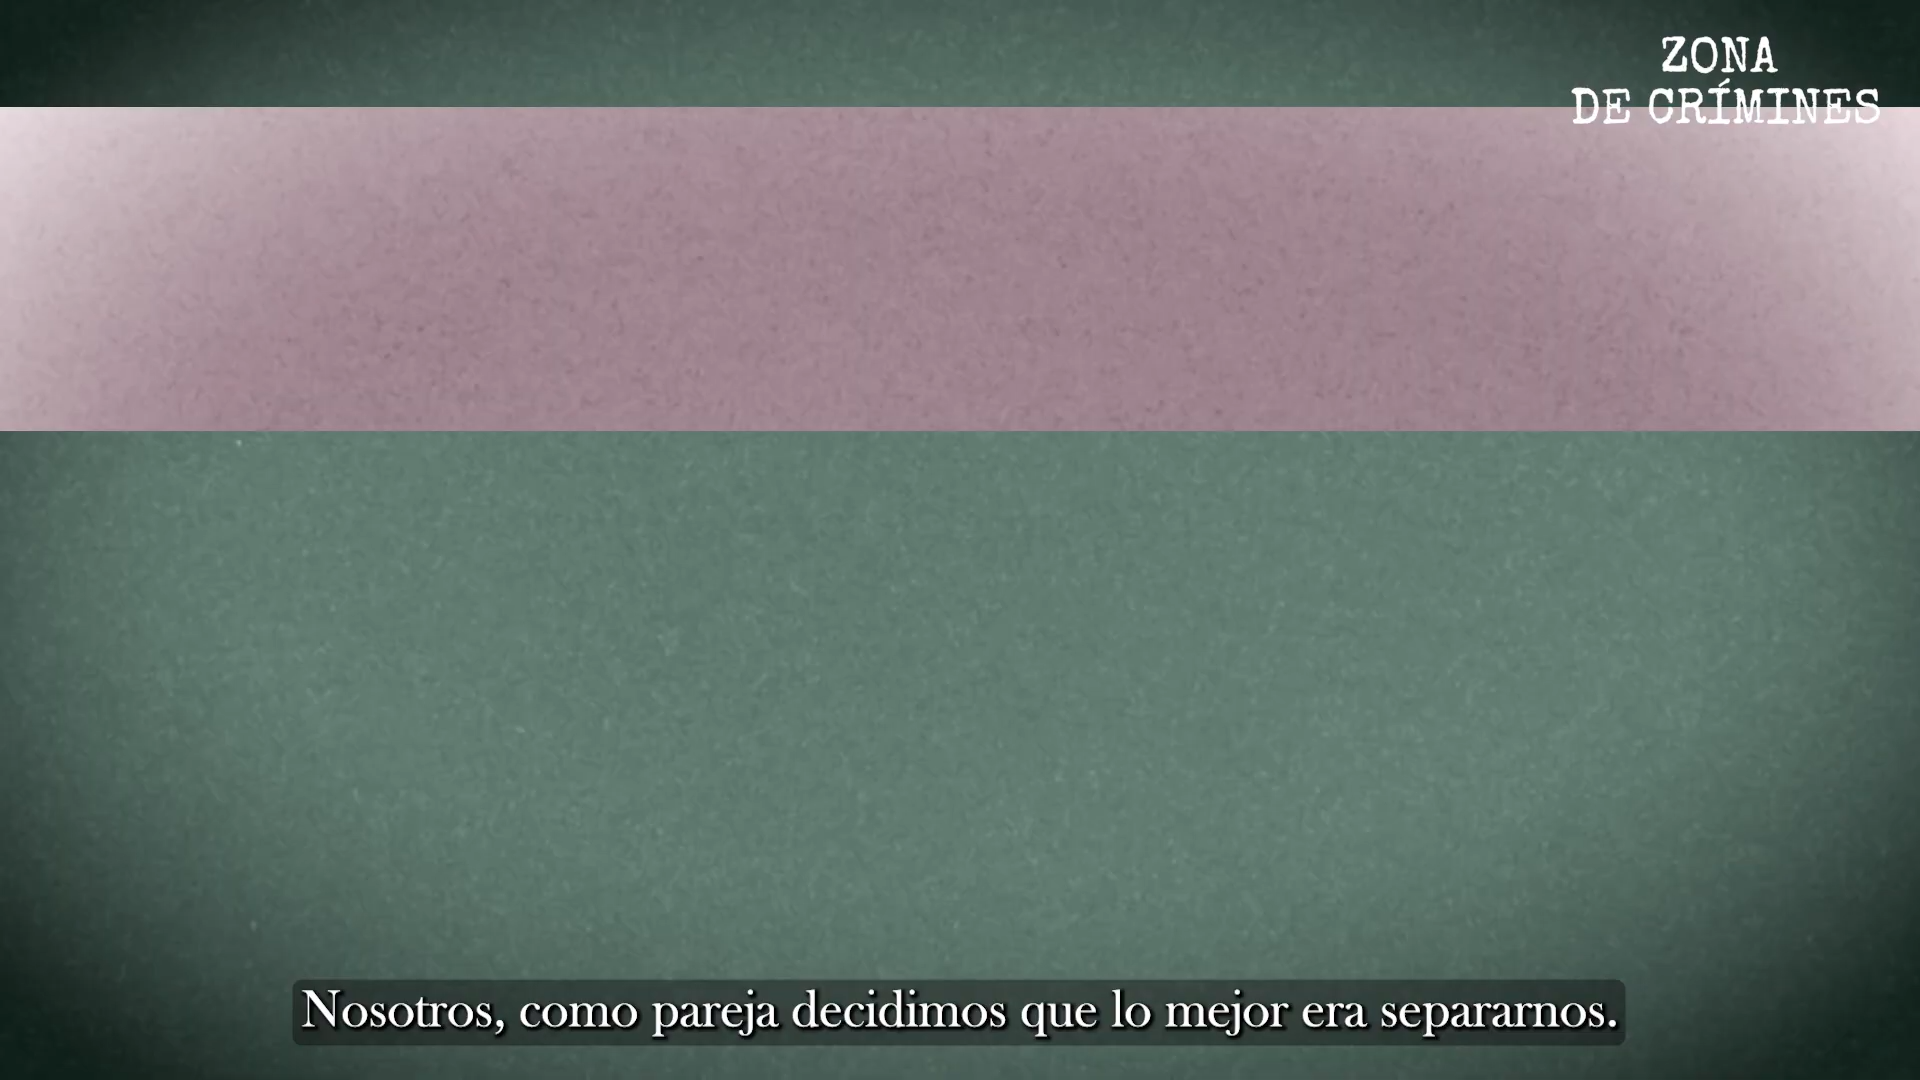 ZONA
DE CRÍMINES
Nosotros, como pareja decidimos que lo mejor era separarnos.